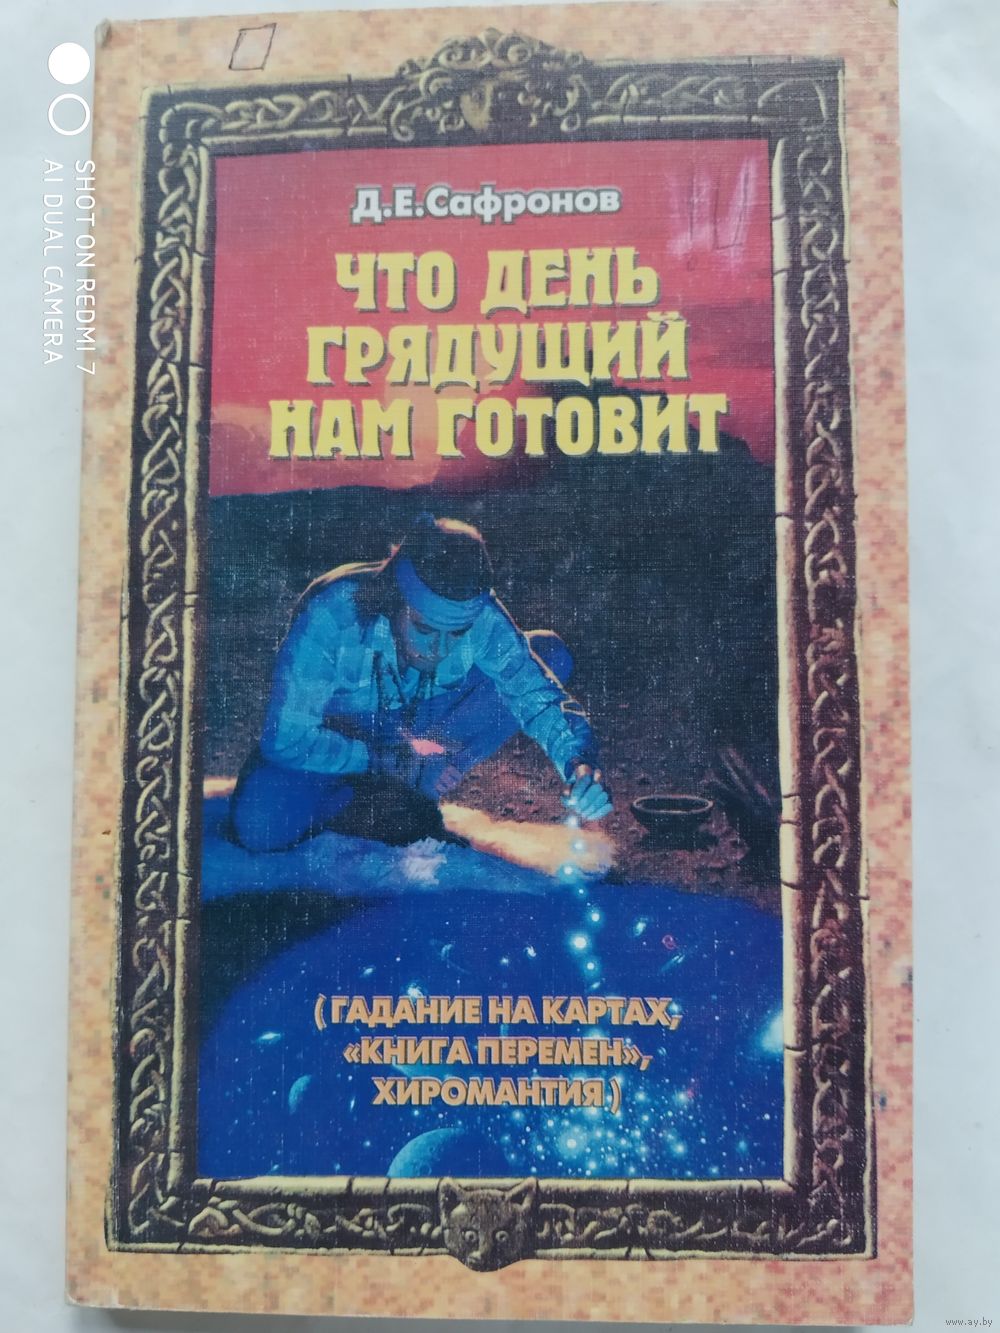 Д.Е.Сафронов
ЧТО ДЕНЬ
ГРЯДУЩИЙ
НАМ ГОТОВИТ
(ГАДАНИЕ НА КАРТАХ,
«КНИГА ПЕРЕМЕН»,
ХИРОМАНТИЯ)
SHOT ON REDMI 7
AI DUAL CAMERA
www.ay.by